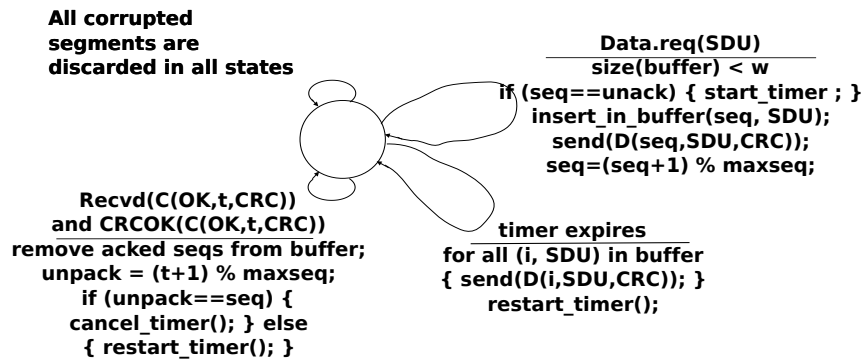 All corrupted
segments are
discarded in all states
Data.req(SDU)
size(buffer) < w
if (seq==unack) { start_timer ; }
insert_in_buffer(seq, SDU);
send(D(seq,SDU,CRC));
seq=(seq+1) % maxseq;
Recvd(C(OK,t,CRC))
and CRCOK(C(OK,t,CRC))
remove acked seqs from buffer;
unpack = (t+1) % maxseq;
if (unpack==seq) {
cancel_timer(); } else
{ restart_timer(); }
timer expires
for all (i, SDU) in buffer
{ send(D(i,SDU,CRC)); }
restart_timer();